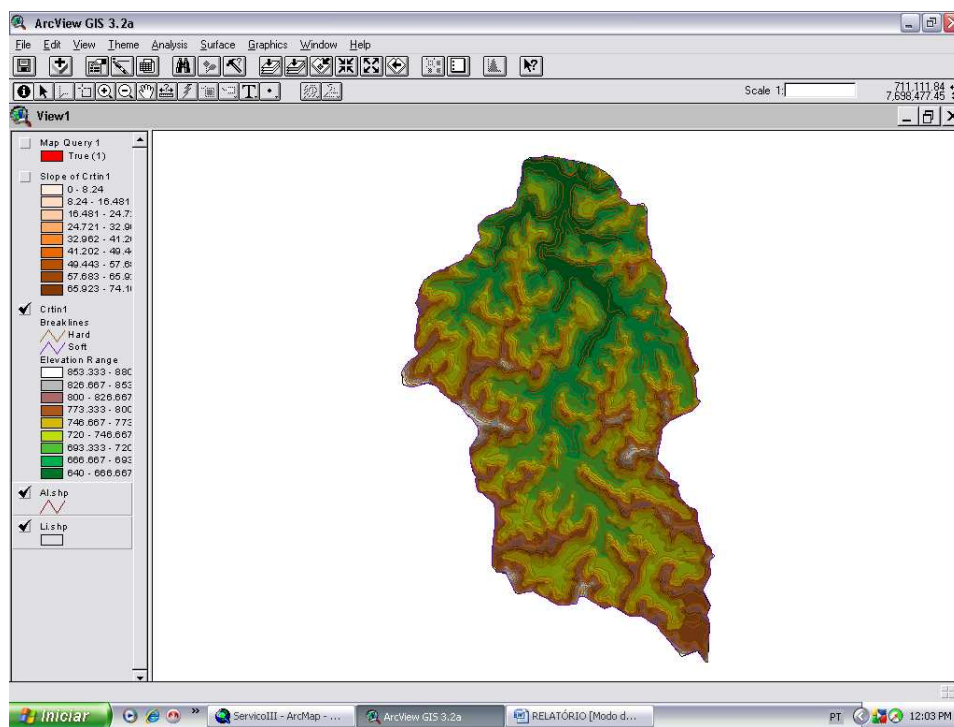 ArcView GIS 3.2a
File Edit View Theme Analysis Surface Graphics Window Help
Scale 1:
711,111.84
7,698,477.45
View1
Map Query 1
True (1)
Slope of Crtin1
0 - 8.24
8.24 - 16.481
16.481 - 24.7
24.721 - 32.9
32.962 - 41.2
41.202 - 49.4
49.443 - 57.6
57.683 - 65.9
65.923 - 74.1
Crtin1
Breaklines
Hard
Soft
Elevation Range
853.333 - 880
826.667 - 853
800 - 826.667
773.333 - 800
746.667 - 773
720 - 746.667
693.333 - 720
666.667 - 693
640 - 666.667
Al.shp
Li.shp
Iniciar
»
ServicoIII - ArcMap - ...
ArcView GIS 3.2a
RELATÓRIO [Modo d...
PT
12:03 PM